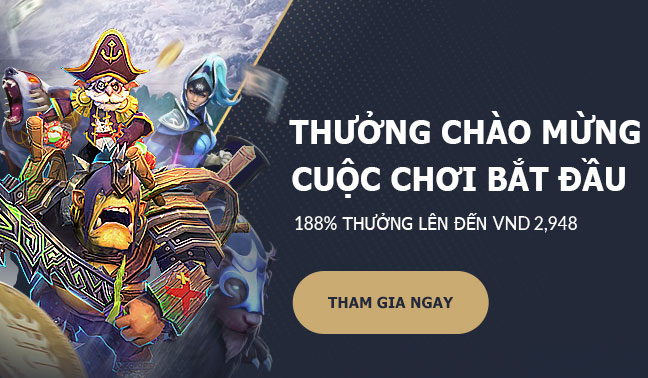 THƯỞNG CHÀO MỪNG
CUỘC CHƠI BẮT ĐẦU
188% THƯỞNG LÊN ĐẾN VND 2,948
THAM GIA NGAY